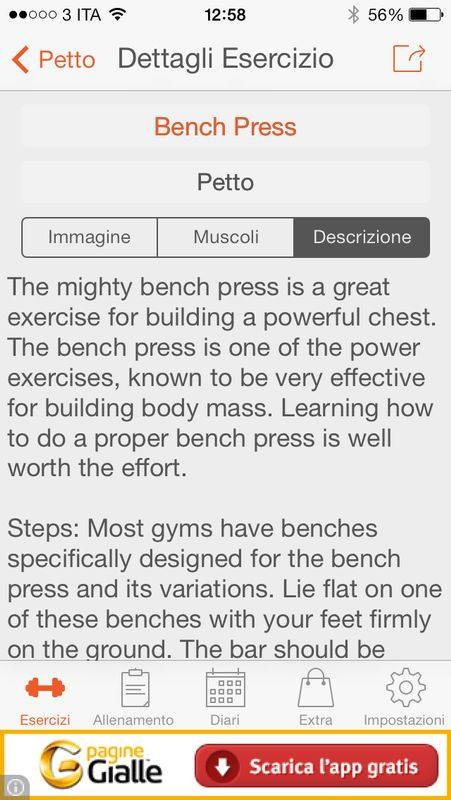 3 ITA 12:58 56%
Petto Dettagli Esercizio
Bench Press
Petto
Immagine Muscoli Descrizione
The mighty bench press is a great
exercise for building a powerful chest.
The bench press is one of the power
exercises, known to be very effective
for building body mass. Learning how
to do a proper bench press is well
worth the effort.
Steps: Most gyms have benches
specifically designed for the bench
press and its variations. Lie flat on one
of these benches with your feet firmly
on the ground. The bar should be
Esercizi Allenamento Diari Extra Impostazioni
pagine
Gialle Scarica l'app gratis